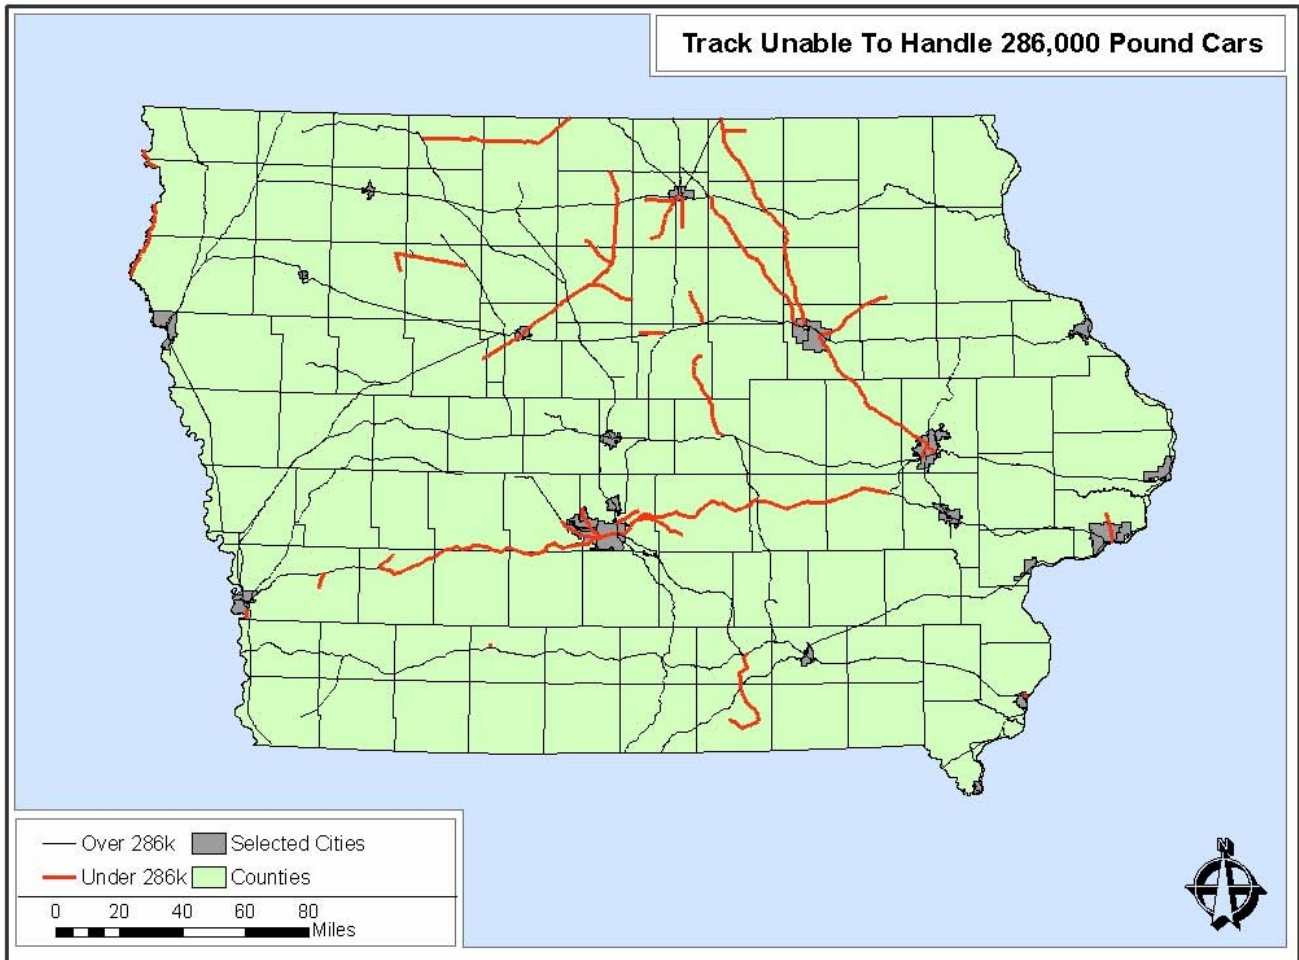 Track Unable To Handle 286,000 Pound Cars
Over 286k Selected Cities
Under 286k Counties
0 20 40 60 80
Miles
N